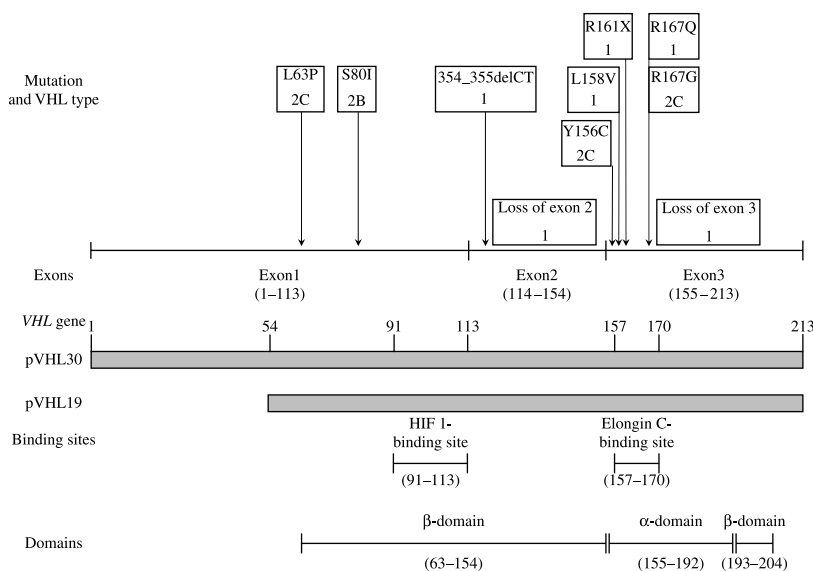 Mutation
and VHL type
L63P
2C
S80I
2B
354_355delCT
1
R161X
1
L158V
1
Y156C
2C
R167Q
1
R167G
2C
Loss of exon 2
1
Loss of exon 3
1
Exons
Exon1
(1–113)
Exon2
(114–154)
Exon3
(155–213)
VHL gene
1
54
91
113
157
170
213
pVHL30
pVHL19
Binding sites
HIF 1-
binding site
(91–113)
Elongin C-
binding site
(157–170)
Domains
β-domain
(63–154)
α-domain
(155–192)
β-domain
(193–204)